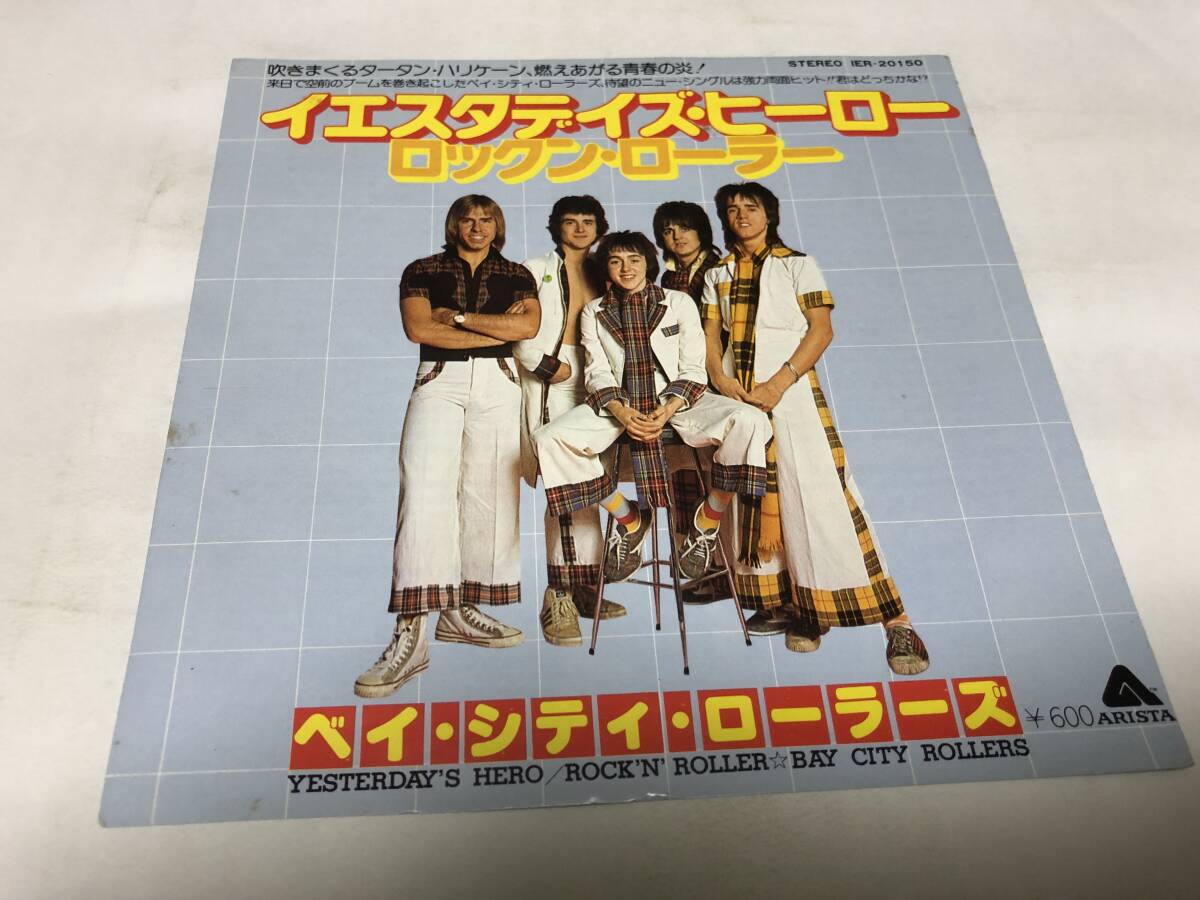 吹きまくるタータン・ハリケーン、燃えあがる青春の炎!
STEREO IER-20150
来日で空前のブームを巻き起こしたベイ・シティ・ローラーズ、待望のニュー・シングルは強力両面ヒット!!君はどっちかな!?
イエスタデイズ・ヒーロー
ロックン・ローラー
ベイ・シティ・ローラーズ
¥600 ARISTA
YESTERDAY'S HERO/ROCK'N' ROLLER☆BAY CITY ROLLERS